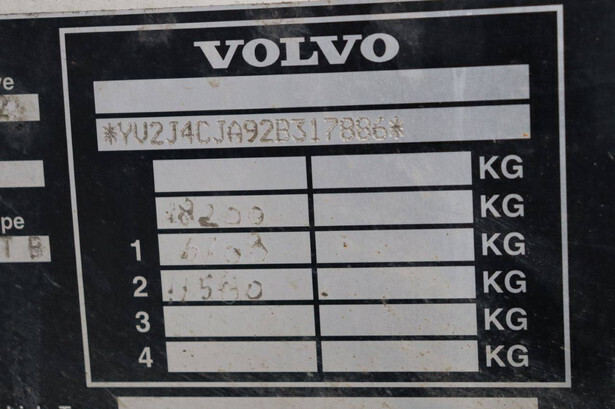 VOLVO
*YV2J4CJA92B317886*
KG
18200 KG
1 KG
2 11500 KG
3 KG
4 KG
T B